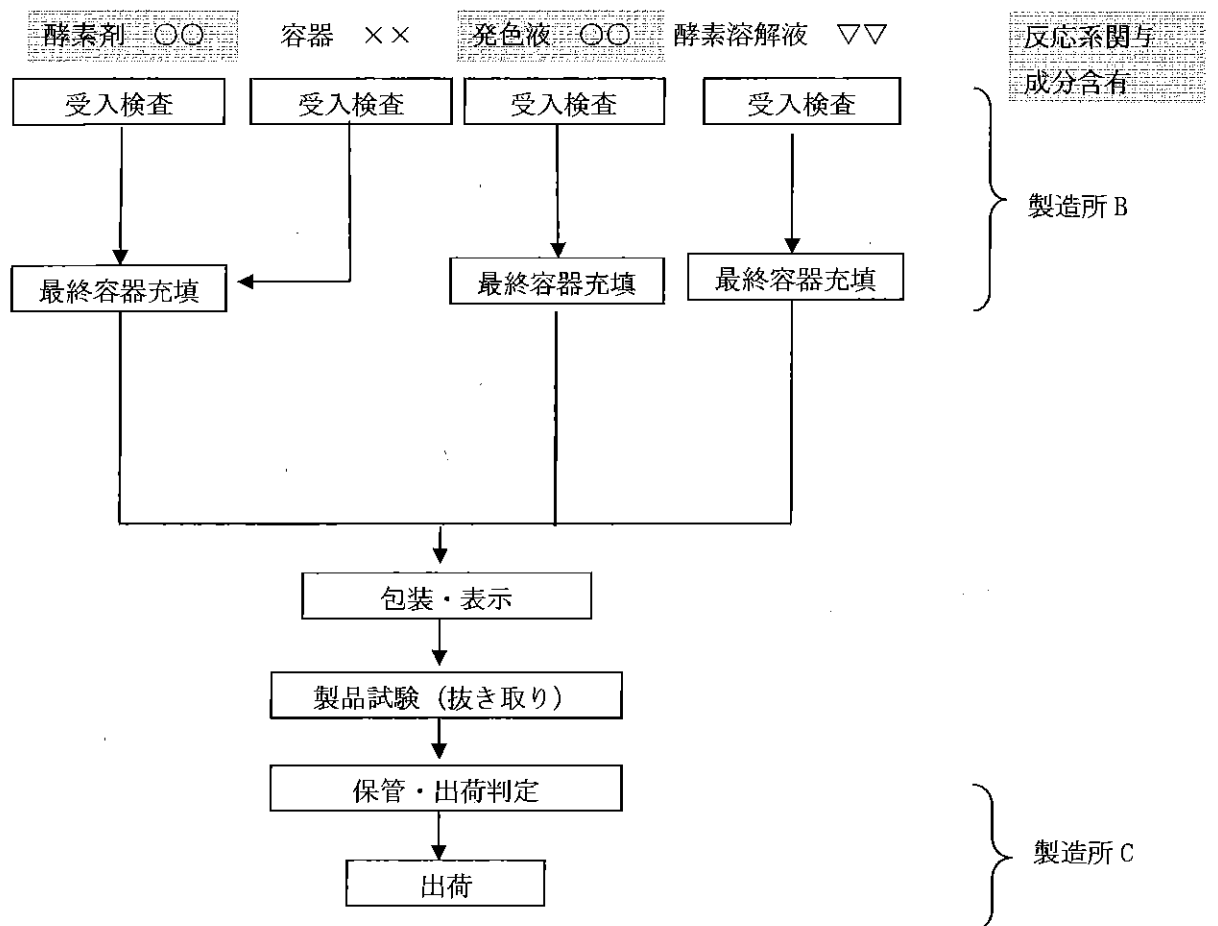 酵素剤 ○○ 容器 ×× 発色液 ○○ 酵素溶解液 ▽▽ 反応系関与
成分含有
受入検査 受入検査 受入検査 受入検査
製造所 B
最終容器充填 最終容器充填 最終容器充填
包装・表示
製品試験（抜き取り）
保管・出荷判定
製造所 C
出荷